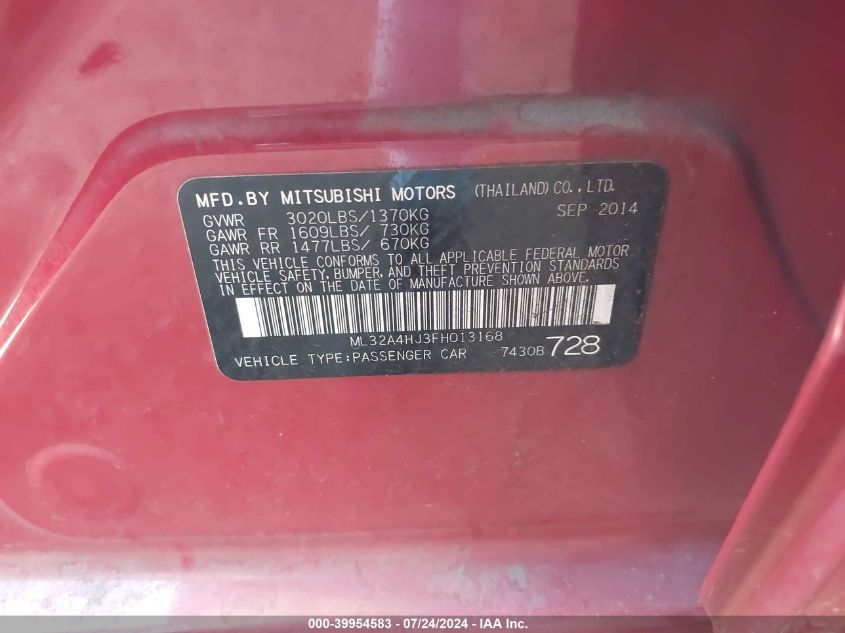 MFD. BY MITSUBISHI MOTORS (THAILAND) CO., LTD.
GVWR 3020LBS/1370KG SEP 2014
GAWR FR 1609LBS/ 730KG
GAWR RR 1477LBS/ 670KG
THIS VEHICLE CONFORMS TO ALL APPLICABLE FEDERAL MOTOR
VEHICLE SAFETY, BUMPER, AND THEFT PREVENTION STANDARDS
IN EFFECT ON THE DATE OF MANUFACTURE SHOWN ABOVE.
ML32A4HJ3FH013168
VEHICLE TYPE:PASSENGER CAR 7430B 728
000-39954583 - 07/24/2024 - IAA Inc.